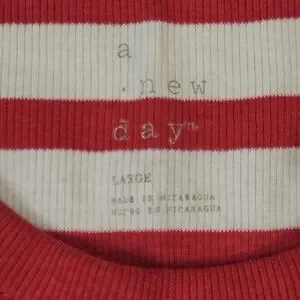 a
.new
day™
LARGE
MADE IN NICARAGUA
HECHO EN NICARAGUA